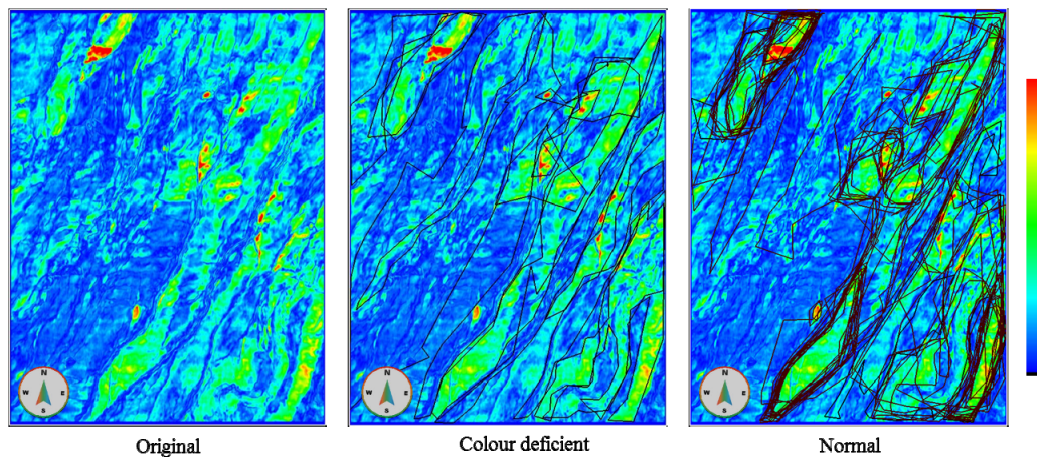 N
W E
S
N
W E
S
N
W E
S
Original
Colour deficient
Normal